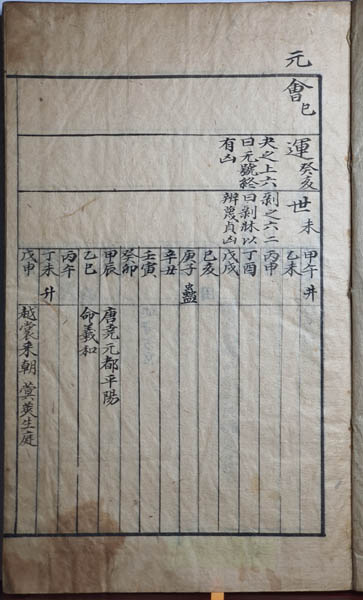 元
會巳
運癸亥
世未
夬之上六
曰无號終
有凶
剝之六二
曰剝牀以
辨蔑貞凶
甲午 井
乙未
丙申
丁酉
戊戌
己亥
庚子 蠱
辛丑
壬寅
癸卯
甲辰 唐堯元都平陽
乙巳 命羲和
丙午
丁未 升
戊申 越裳来朝 蓂莢生庭